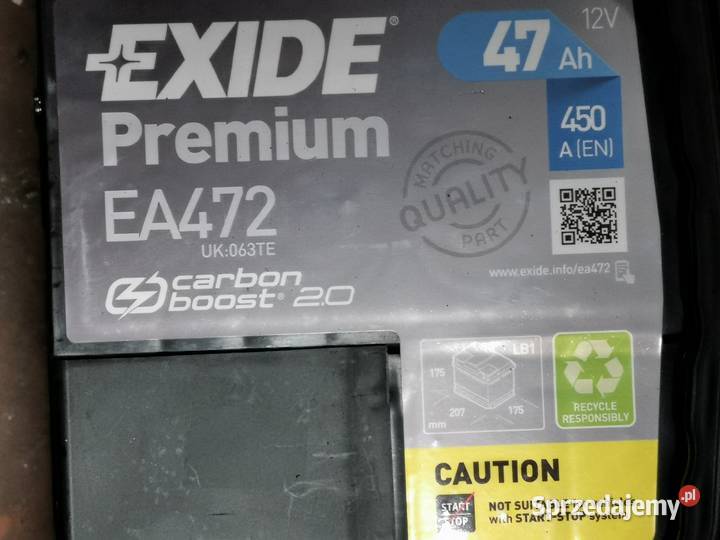 EXIDE®
Premium
EA472
UK:063TE
carbon
boost® 2.0
12V
47 Ah
450
A (EN)
MATCHING
QUALITY
PART
www.exide.info/ea472
LB1
175
207
175
mm
RECYCLE
RESPONSIBLY
CAUTION
START
STOP
NOT
with START-STOP system
Sprzedajemy.pl